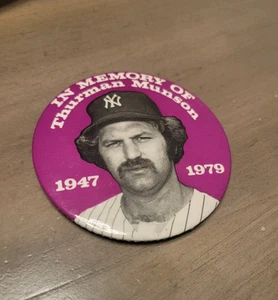 IN MEMORY OF
Thurman Munson
NY
1947 1979